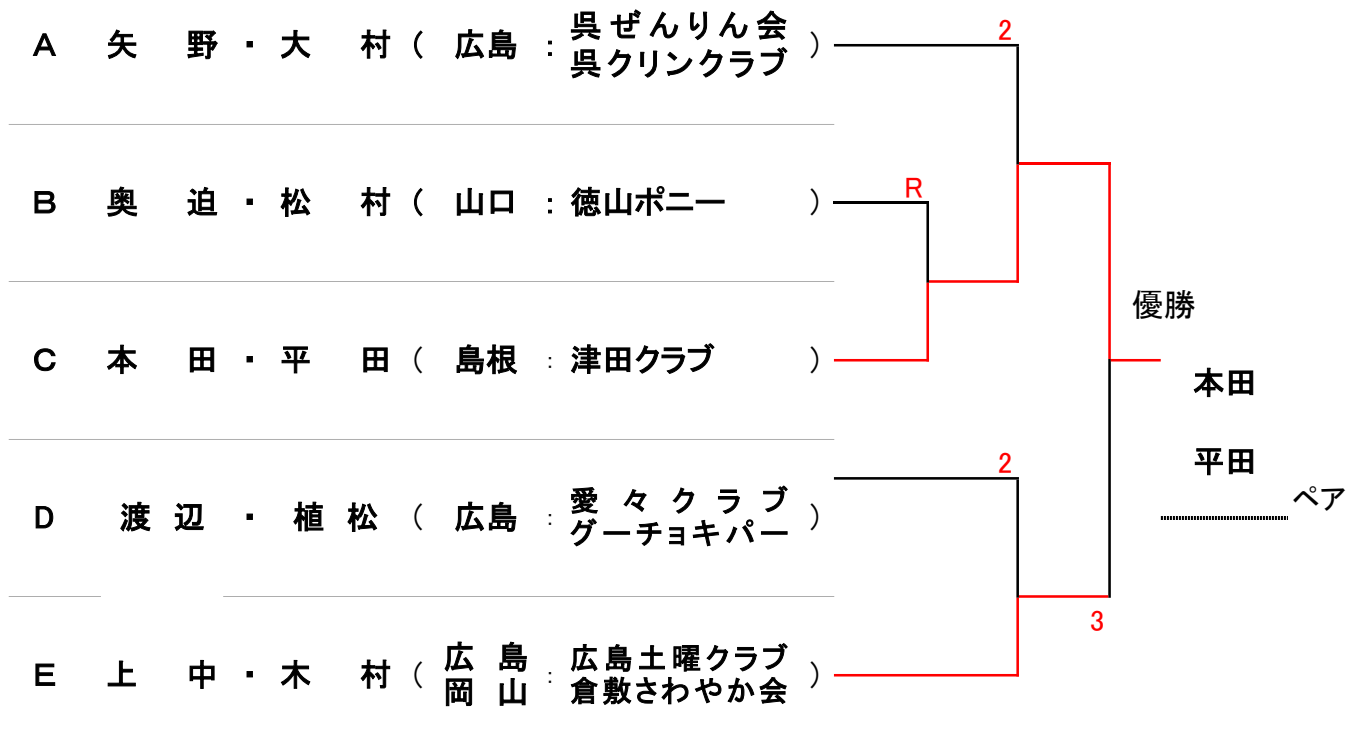 2
呉ぜんりん会
A 矢野・大村( 広島 : )
呉クリンクラブ
R
B 奥迫・松村( 山口 : 徳山ポニー )
優勝
C 本田・平田( 島根 : 津田クラブ )
本田
平田
2
ペア
愛々クラブ
D 渡辺・植松( 広島 : )
グーチョキパー
3
広島 広島土曜クラブ
E 上中・木村( : )
岡山 倉敷さわやか会